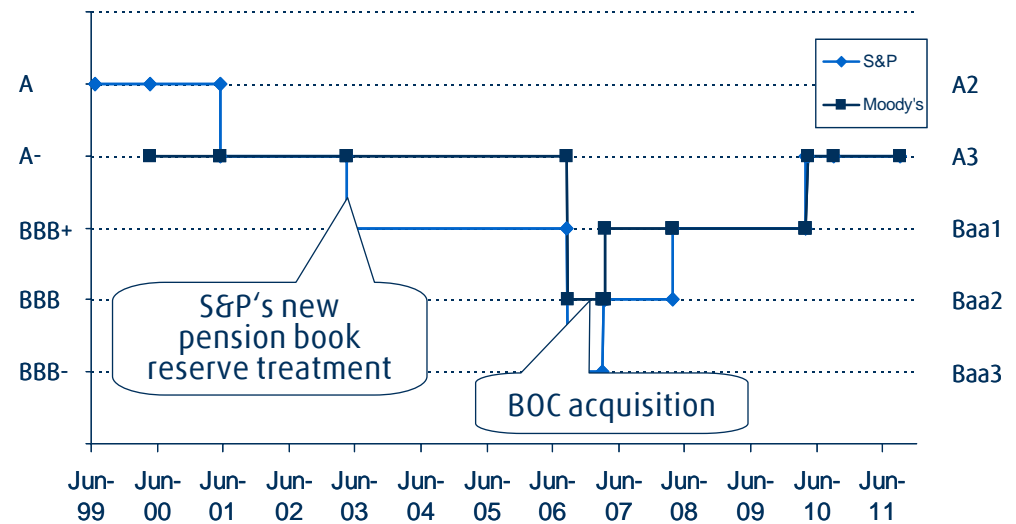 S&P
Moody's
A
A-
BBB+
BBB
BBB-
A2
A3
Baa1
Baa2
Baa3
S&P‘s new
pension book
reserve treatment
BOC acquisition
Jun- Jun- Jun- Jun- Jun- Jun- Jun- Jun- Jun- Jun- Jun- Jun- Jun-
99 00 01 02 03 04 05 06 07 08 09 10 11